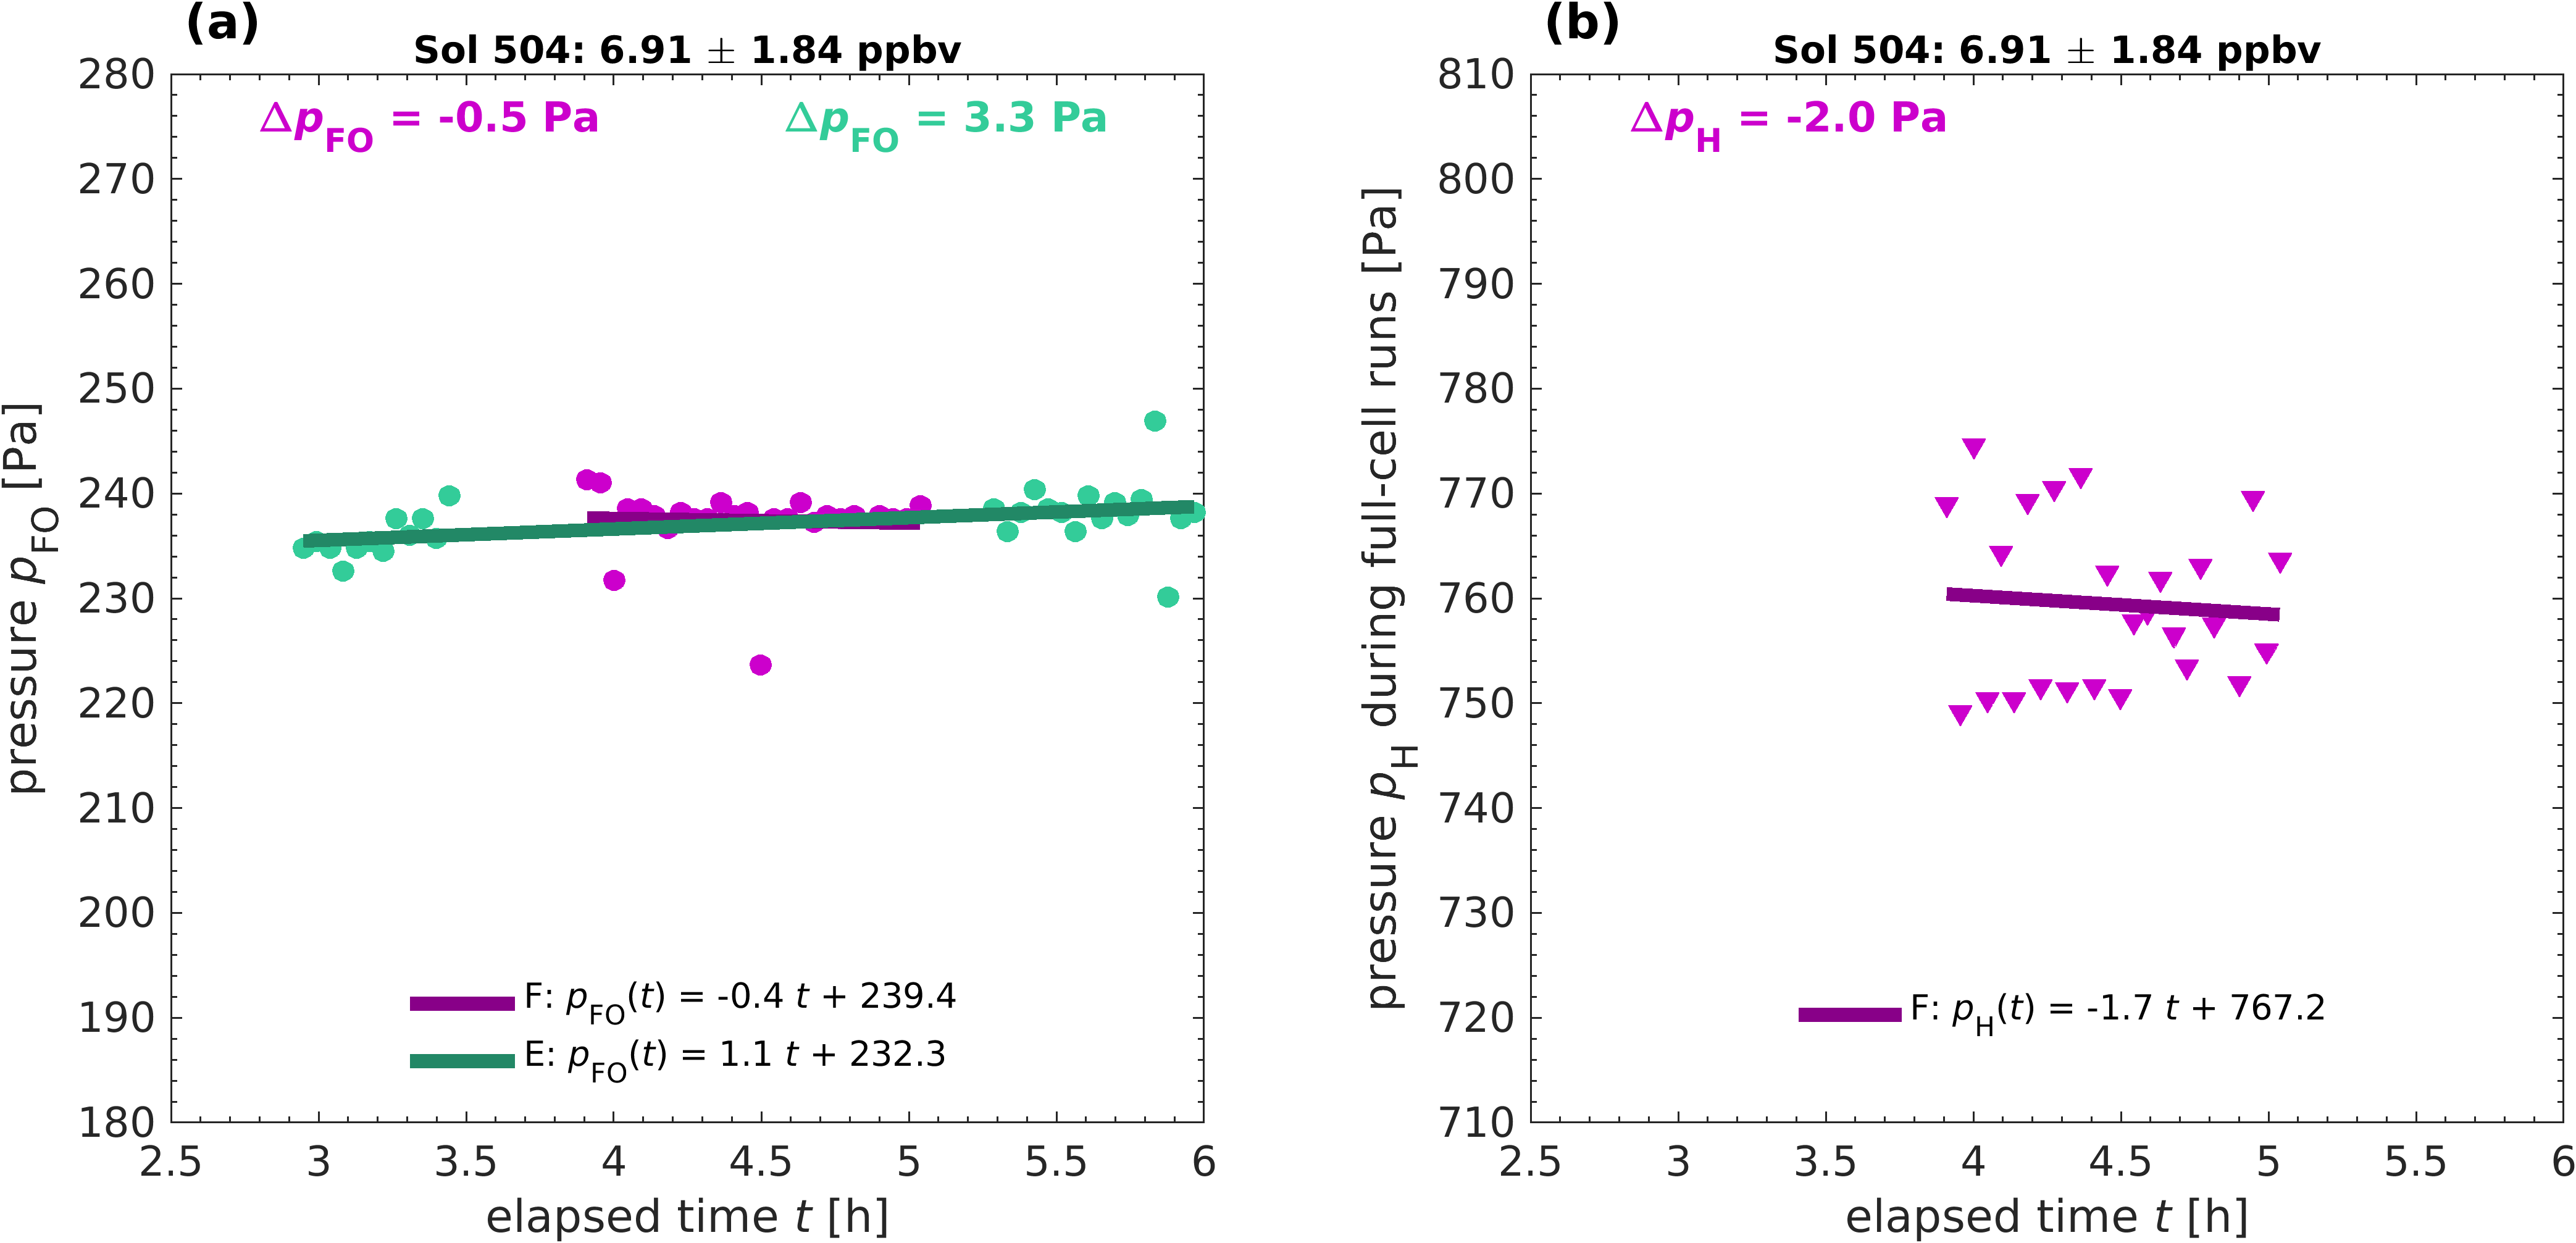 (a)
Sol 504: 6.91 ± 1.84 ppbv
Δp_FO = -0.5 Pa
Δp_FO = 3.3 Pa
280
270
260
250
240
230
220
210
200
190
180
pressure p_FO [Pa]
F: p_FO(t) = -0.4 t + 239.4
E: p_FO(t) = 1.1 t + 232.3
2.5 3 3.5 4 4.5 5 5.5 6
elapsed time t [h]
(b)
Sol 504: 6.91 ± 1.84 ppbv
Δp_H = -2.0 Pa
810
800
790
780
770
760
750
740
730
720
710
pressure p_H during full-cell runs [Pa]
F: p_H(t) = -1.7 t + 767.2
2.5 3 3.5 4 4.5 5 5.5 6
elapsed time t [h]